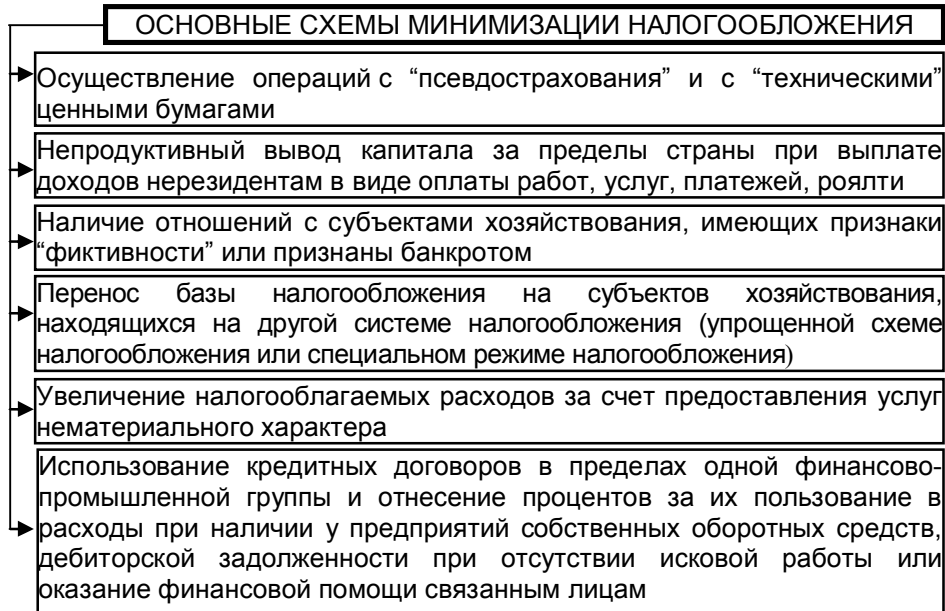 ОСНОВНЫЕ СХЕМЫ МИНИМИЗАЦИИ НАЛОГООБЛОЖЕНИЯ
Осуществление операций с “псевдострахования” и с “техническими”
ценными бумагами
Непродуктивный вывод капитала за пределы страны при выплате
доходов нерезидентам в виде оплаты работ, услуг, платежей, роялти
Наличие отношений с субъектами хозяйствования, имеющих признаки
“фиктивности” или признаны банкротом
Перенос базы налогообложения на субъектов хозяйствования,
находящихся на другой системе налогообложения (упрощенной схеме
налогообложения или специальном режиме налогообложения)
Увеличение налогооблагаемых расходов за счет предоставления услуг
нематериального характера
Использование кредитных договоров в пределах одной финансово-
промышленной группы и отнесение процентов за их пользование в
расходы при наличии у предприятий собственных оборотных средств,
дебиторской задолженности при отсутствии исковой работы или
оказание финансовой помощи связанным лицам